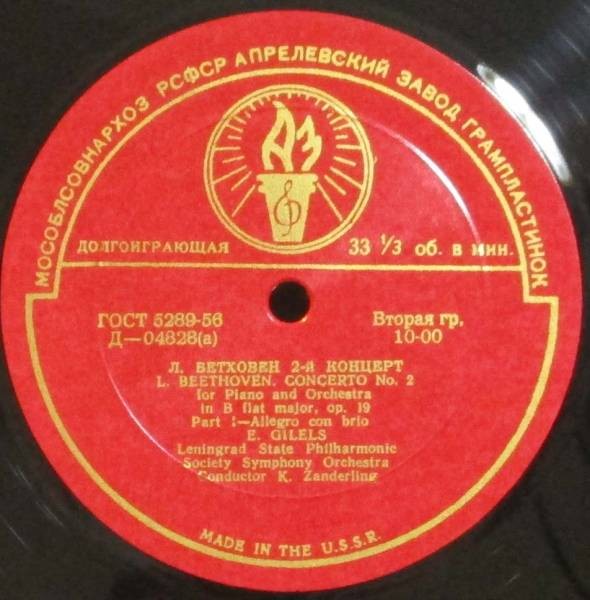 МОСОБЛСОВНАРХОЗ РСФСР АПРЕЛЕВСКИЙ ЗАВОД ГРАМПЛАСТИНОК
АЗ
ДОЛГОИГРАЮЩАЯ 33 ⅓ об. в мин.
ГОСТ 5289-56 Вторая гр.
Д—04828(а) 10-00
Л. БЕТХОВЕН 2-й КОНЦЕРТ
L. BEETHOVEN. CONCERTO No. 2
for Piano and Orchestra
in B flat major, op. 19
Part I—Allegro con brio
E. GILELS
Leningrad State Philharmonic
Society Symphony Orchestra
Conductor K. Zanderling
MADE IN THE U.S.S.R.